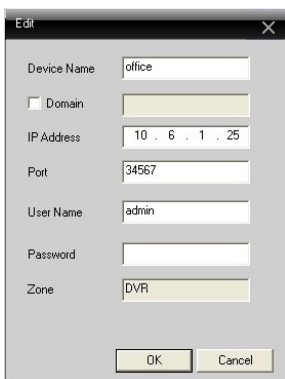 Edit
Device Name office
Domain
IP Address 10 . 6 . 1 . 25
Port 34567
User Name admin
Password
Zone DVR
OK Cancel